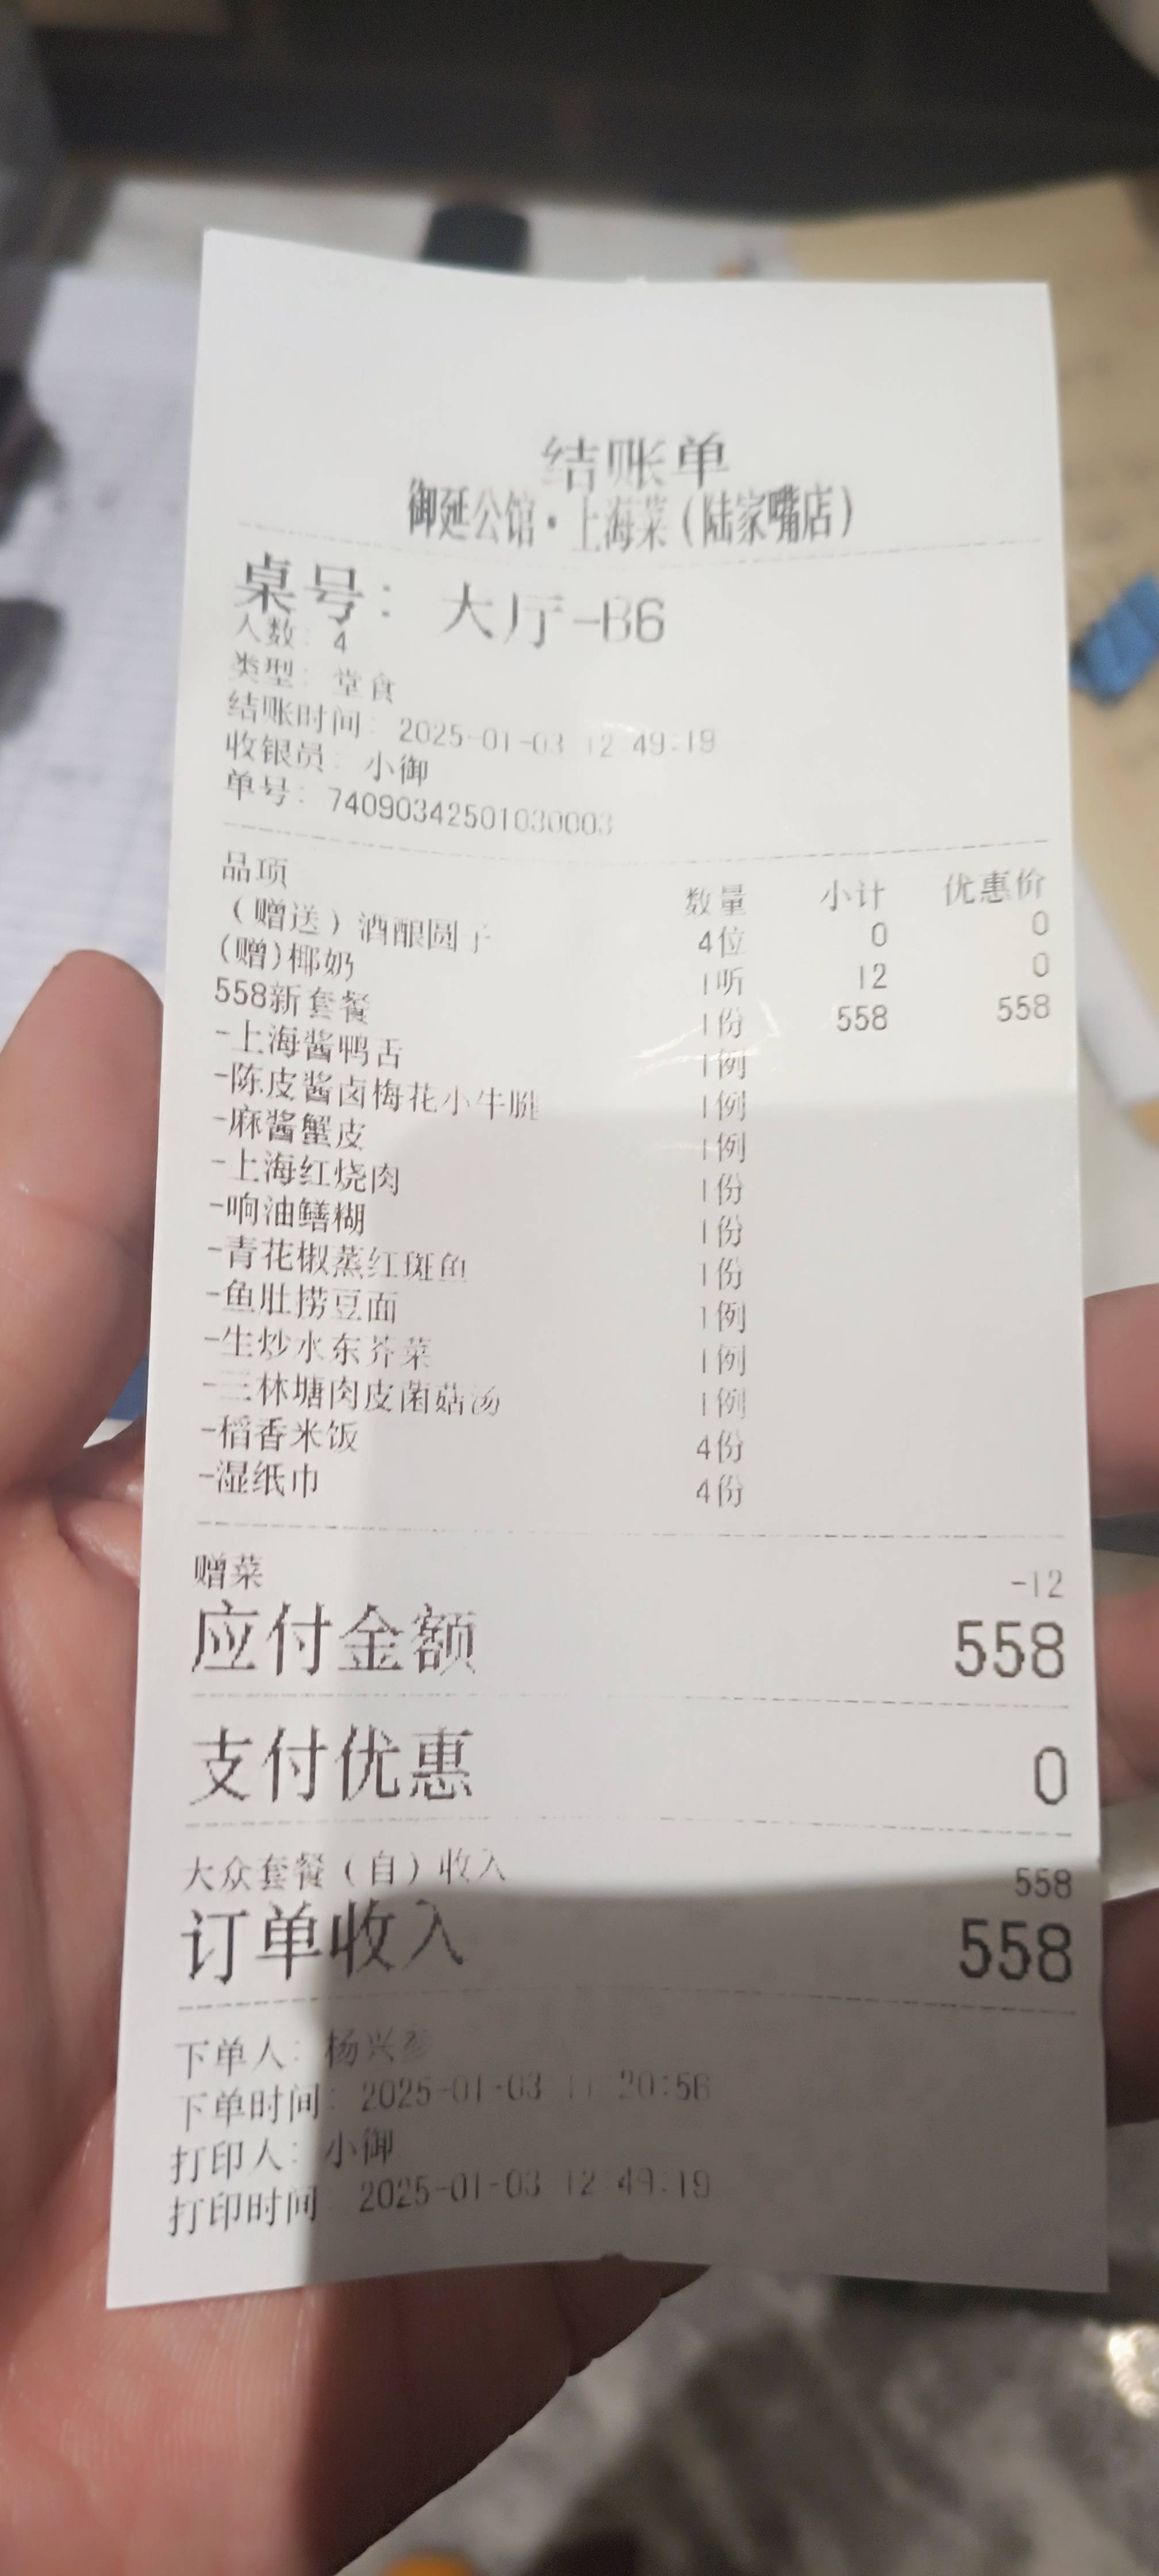 结账单
御延公馆·上海菜(陆家嘴店)
桌号: 大厅-B6
人数: 4
类型: 堂食
结账时间: 2025-01-03 12:49:19
收银员: 小御
单号: 74090342501030003
品项 数量 小计 优惠价
(赠送)酒酿圆子 4位 0 0
(赠)椰奶 1听 12 0
558新套餐 1份 558 558
-上海酱鸭舌 1例
-陈皮酱卤梅花小牛腱 1例
-麻酱蟹皮 1例
-上海红烧肉 1份
-响油鳝糊 1份
-青花椒蒸红斑鱼 1份
-鱼肚捞豆面 1例
-生炒水东芥菜 1例
-三林塘肉皮菌菇汤 1例
-稻香米饭 4份
-湿纸巾 4份
赠菜 -12
应付金额 558
支付优惠 0
大众套餐(自)收入 558
订单收入 558
下单人: 杨兴
下单时间: 2025-01-03 11:20:56
打印人: 小御
打印时间: 2025-01-03 12:49:19